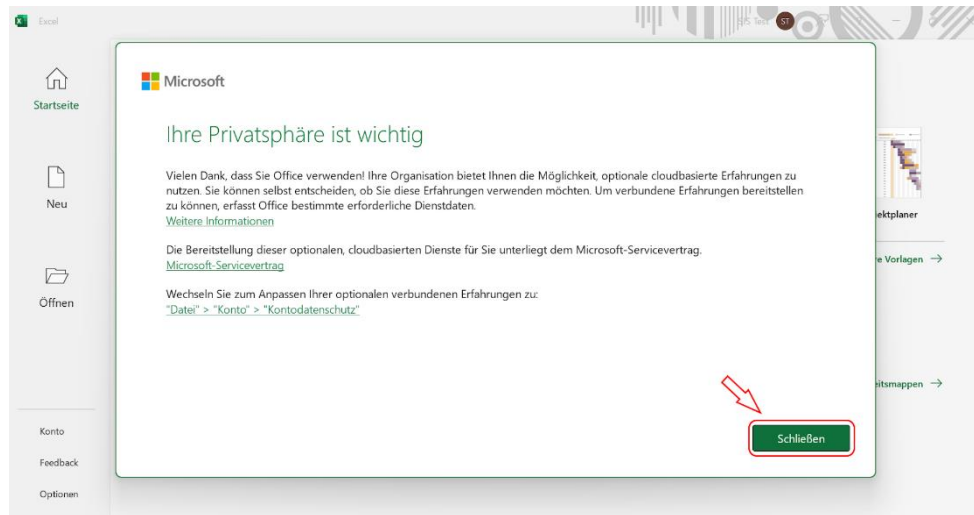 Excel
SIS Test ST
Microsoft
Startseite
Ihre Privatsphäre ist wichtig
Vielen Dank, dass Sie Office verwenden! Ihre Organisation bietet Ihnen die Möglichkeit, optionale cloudbasierte Erfahrungen zu
nutzen. Sie können selbst entscheiden, ob Sie diese Erfahrungen verwenden möchten. Um verbundene Erfahrungen bereitstellen
zu können, erfasst Office bestimmte erforderliche Dienstdaten.
Weitere Informationen
Neu
ektplaner
Die Bereitstellung dieser optionalen, cloudbasierten Dienste für Sie unterliegt dem Microsoft-Servicevertrag.
Microsoft-Servicevertrag
e Vorlagen →
Wechseln Sie zum Anpassen Ihrer optionalen verbundenen Erfahrungen zu:
"Datei" > "Konto" > "Kontodatenschutz"
Öffnen
eitsmappen →
Schließen
Konto
Feedback
Optionen